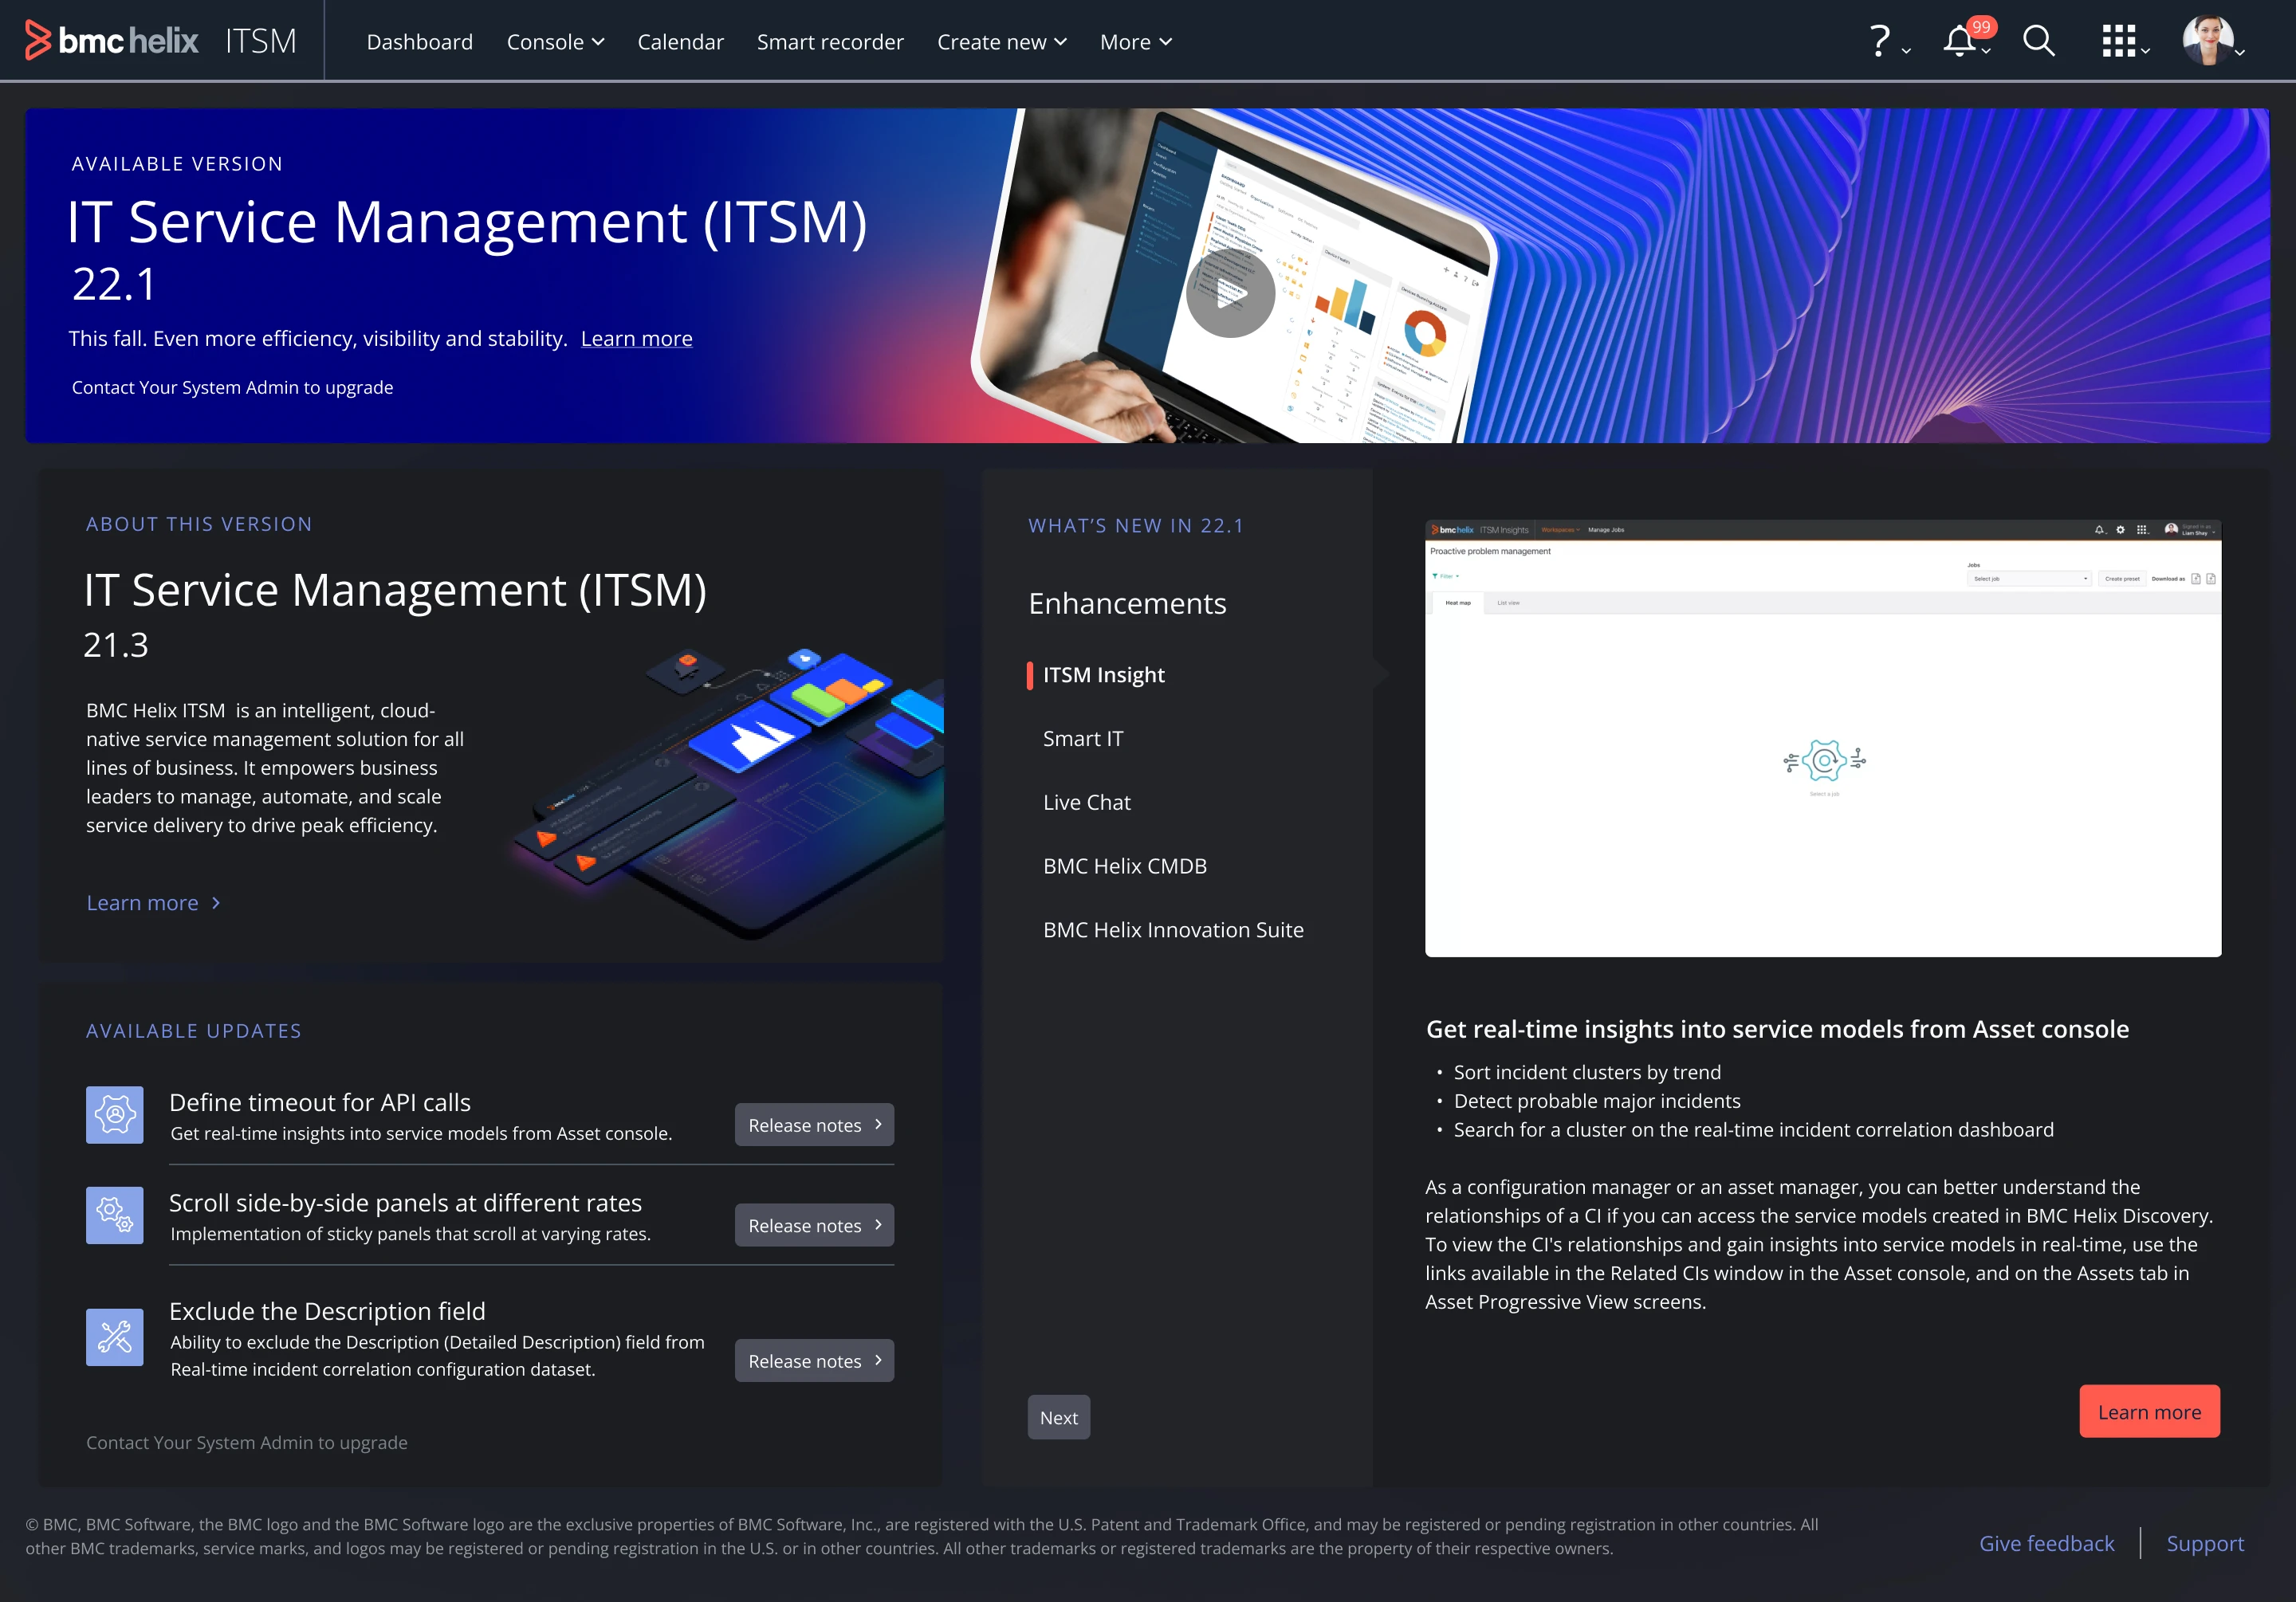 bmc helix ITSM
Dashboard
Console
Calendar
Smart recorder
Create new
More
?
99
AVAILABLE VERSION
IT Service Management (ITSM)
22.1
This fall. Even more efficiency, visibility and stability. Learn more
Contact Your System Admin to upgrade
ABOUT THIS VERSION
IT Service Management (ITSM)
21.3
BMC Helix ITSM is an intelligent, cloud-
native service management solution for all
lines of business. It empowers business
leaders to manage, automate, and scale
service delivery to drive peak efficiency.
Learn more
AVAILABLE UPDATES
Define timeout for API calls
Get real-time insights into service models from Asset console.
Release notes
Scroll side-by-side panels at different rates
Implementation of sticky panels that scroll at varying rates.
Release notes
Exclude the Description field
Ability to exclude the Description (Detailed Description) field from
Real-time incident correlation configuration dataset.
Release notes
Contact Your System Admin to upgrade
WHAT’S NEW IN 22.1
Enhancements
ITSM Insight
Smart IT
Live Chat
BMC Helix CMDB
BMC Helix Innovation Suite
Next
bmc helix ITSM Insights Workspaces Manage Jobs
Signed in as
Liam Shay
Proactive problem management
Filter
Jobs
Select job
Create preset
Download as
Heat map
List view
Select a job
Get real-time insights into service models from Asset console
• Sort incident clusters by trend
• Detect probable major incidents
• Search for a cluster on the real-time incident correlation dashboard
As a configuration manager or an asset manager, you can better understand the
relationships of a CI if you can access the service models created in BMC Helix Discovery.
To view the CI's relationships and gain insights into service models in real-time, use the
links available in the Related CIs window in the Asset console, and on the Assets tab in
Asset Progressive View screens.
Learn more
© BMC, BMC Software, the BMC logo and the BMC Software logo are the exclusive properties of BMC Software, Inc., are registered with the U.S. Patent and Trademark Office, and may be registered or pending registration in other countries. All
other BMC trademarks, service marks, and logos may be registered or pending registration in the U.S. or in other countries. All other trademarks or registered trademarks are the property of their respective owners.
Give feedback
Support